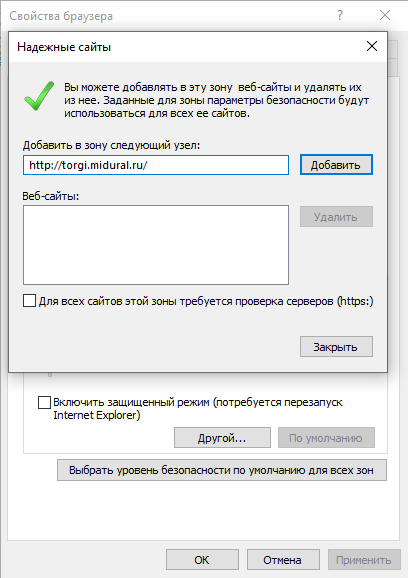 Свойства браузера
?
Надежные сайты
Вы можете добавлять в эту зону веб-сайты и удалять их
из нее. Заданные для зоны параметры безопасности будут
использоваться для всех ее сайтов.
Добавить в зону следующий узел:
http://torgi.midural.ru/
Добавить
Веб-сайты:
Удалить
Для всех сайтов этой зоны требуется проверка серверов (https:)
Закрыть
Включить защищенный режим (потребуется перезапуск
Internet Explorer)
Другой...
По умолчанию
Выбрать уровень безопасности по умолчанию для всех зон
ОК
Отмена
Применить